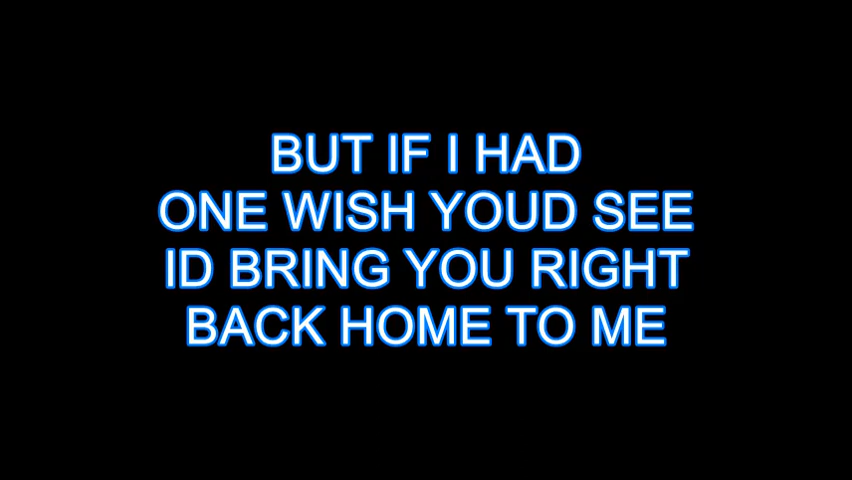 BUT IF I HAD
ONE WISH YOUD SEE
ID BRING YOU RIGHT
BACK HOME TO ME